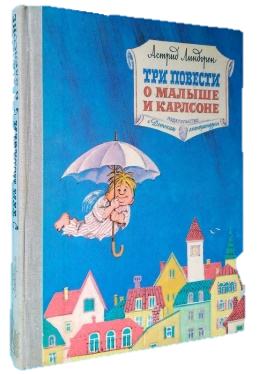 Астрид Линдгрен
ТРИ ПОВЕСТИ
О МАЛЫШЕ
И КАРЛСОНЕ
ИЗДАТЕЛЬСТВО
«Детская литература»